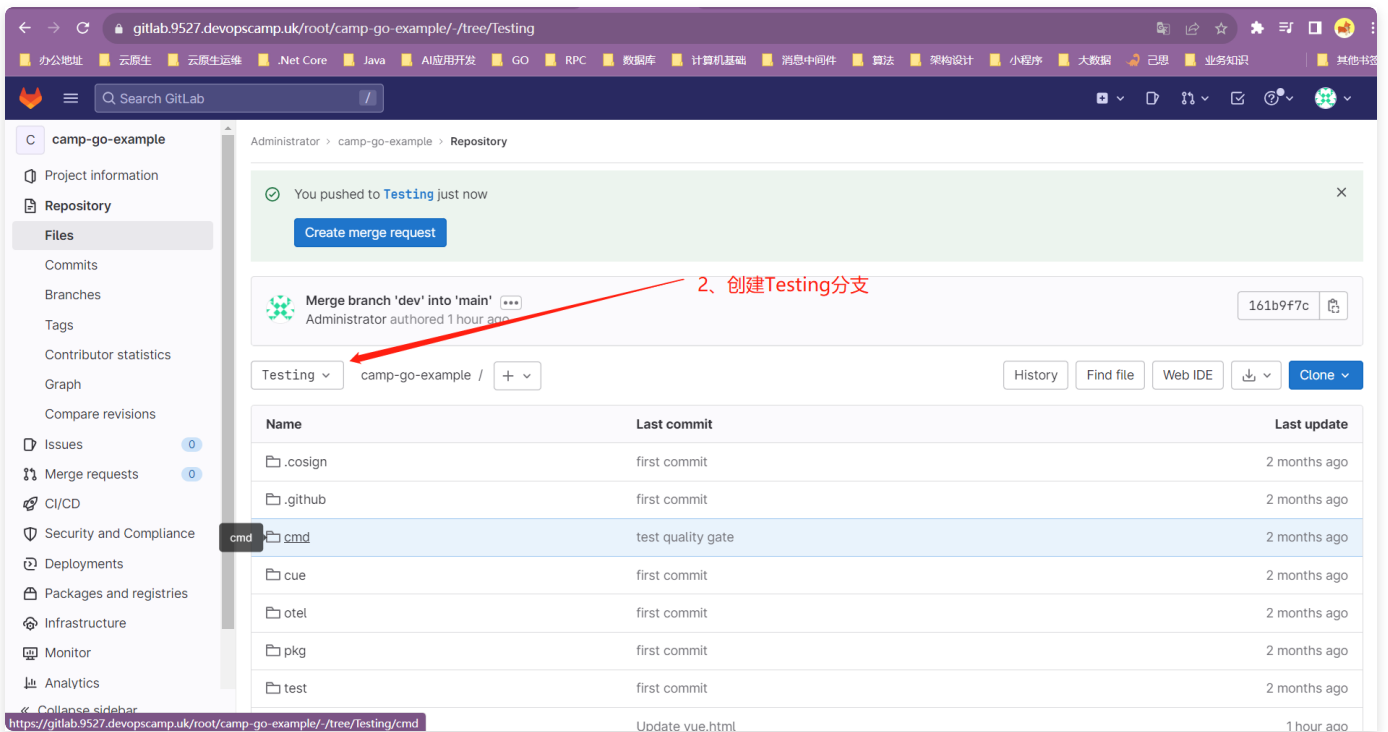 gitlab.9527.devopscamp.uk/root/camp-go-example/-/tree/Testing
办公地址 云原生 云原生运维 .Net Core Java AI应用开发 GO RPC 数据库 计算机基础 消息中间件 算法 架构设计 小程序 大数据 己思 业务知识 其他书签
Search GitLab /
C camp-go-example
Project information
Repository
Files
Commits
Branches
Tags
Contributor statistics
Graph
Compare revisions
Issues 0
Merge requests 0
CI/CD
Security and Compliance
Deployments
Packages and registries
Infrastructure
Monitor
Analytics
Collapse sidebar
https://gitlab.9527.devopscamp.uk/root/camp-go-example/-/tree/Testing/cmd
Administrator > camp-go-example > Repository
You pushed to Testing just now
Create merge request
2、创建Testing分支
Merge branch 'dev' into 'main'
Administrator authored 1 hour ago
161b9f7c
Testing camp-go-example / +
History Find file Web IDE Clone
Name Last commit Last update
.cosign first commit 2 months ago
.github first commit 2 months ago
cmd cmd test quality gate 2 months ago
cue first commit 2 months ago
otel first commit 2 months ago
pkg first commit 2 months ago
test first commit 2 months ago
Update vue.html 1 hour ago